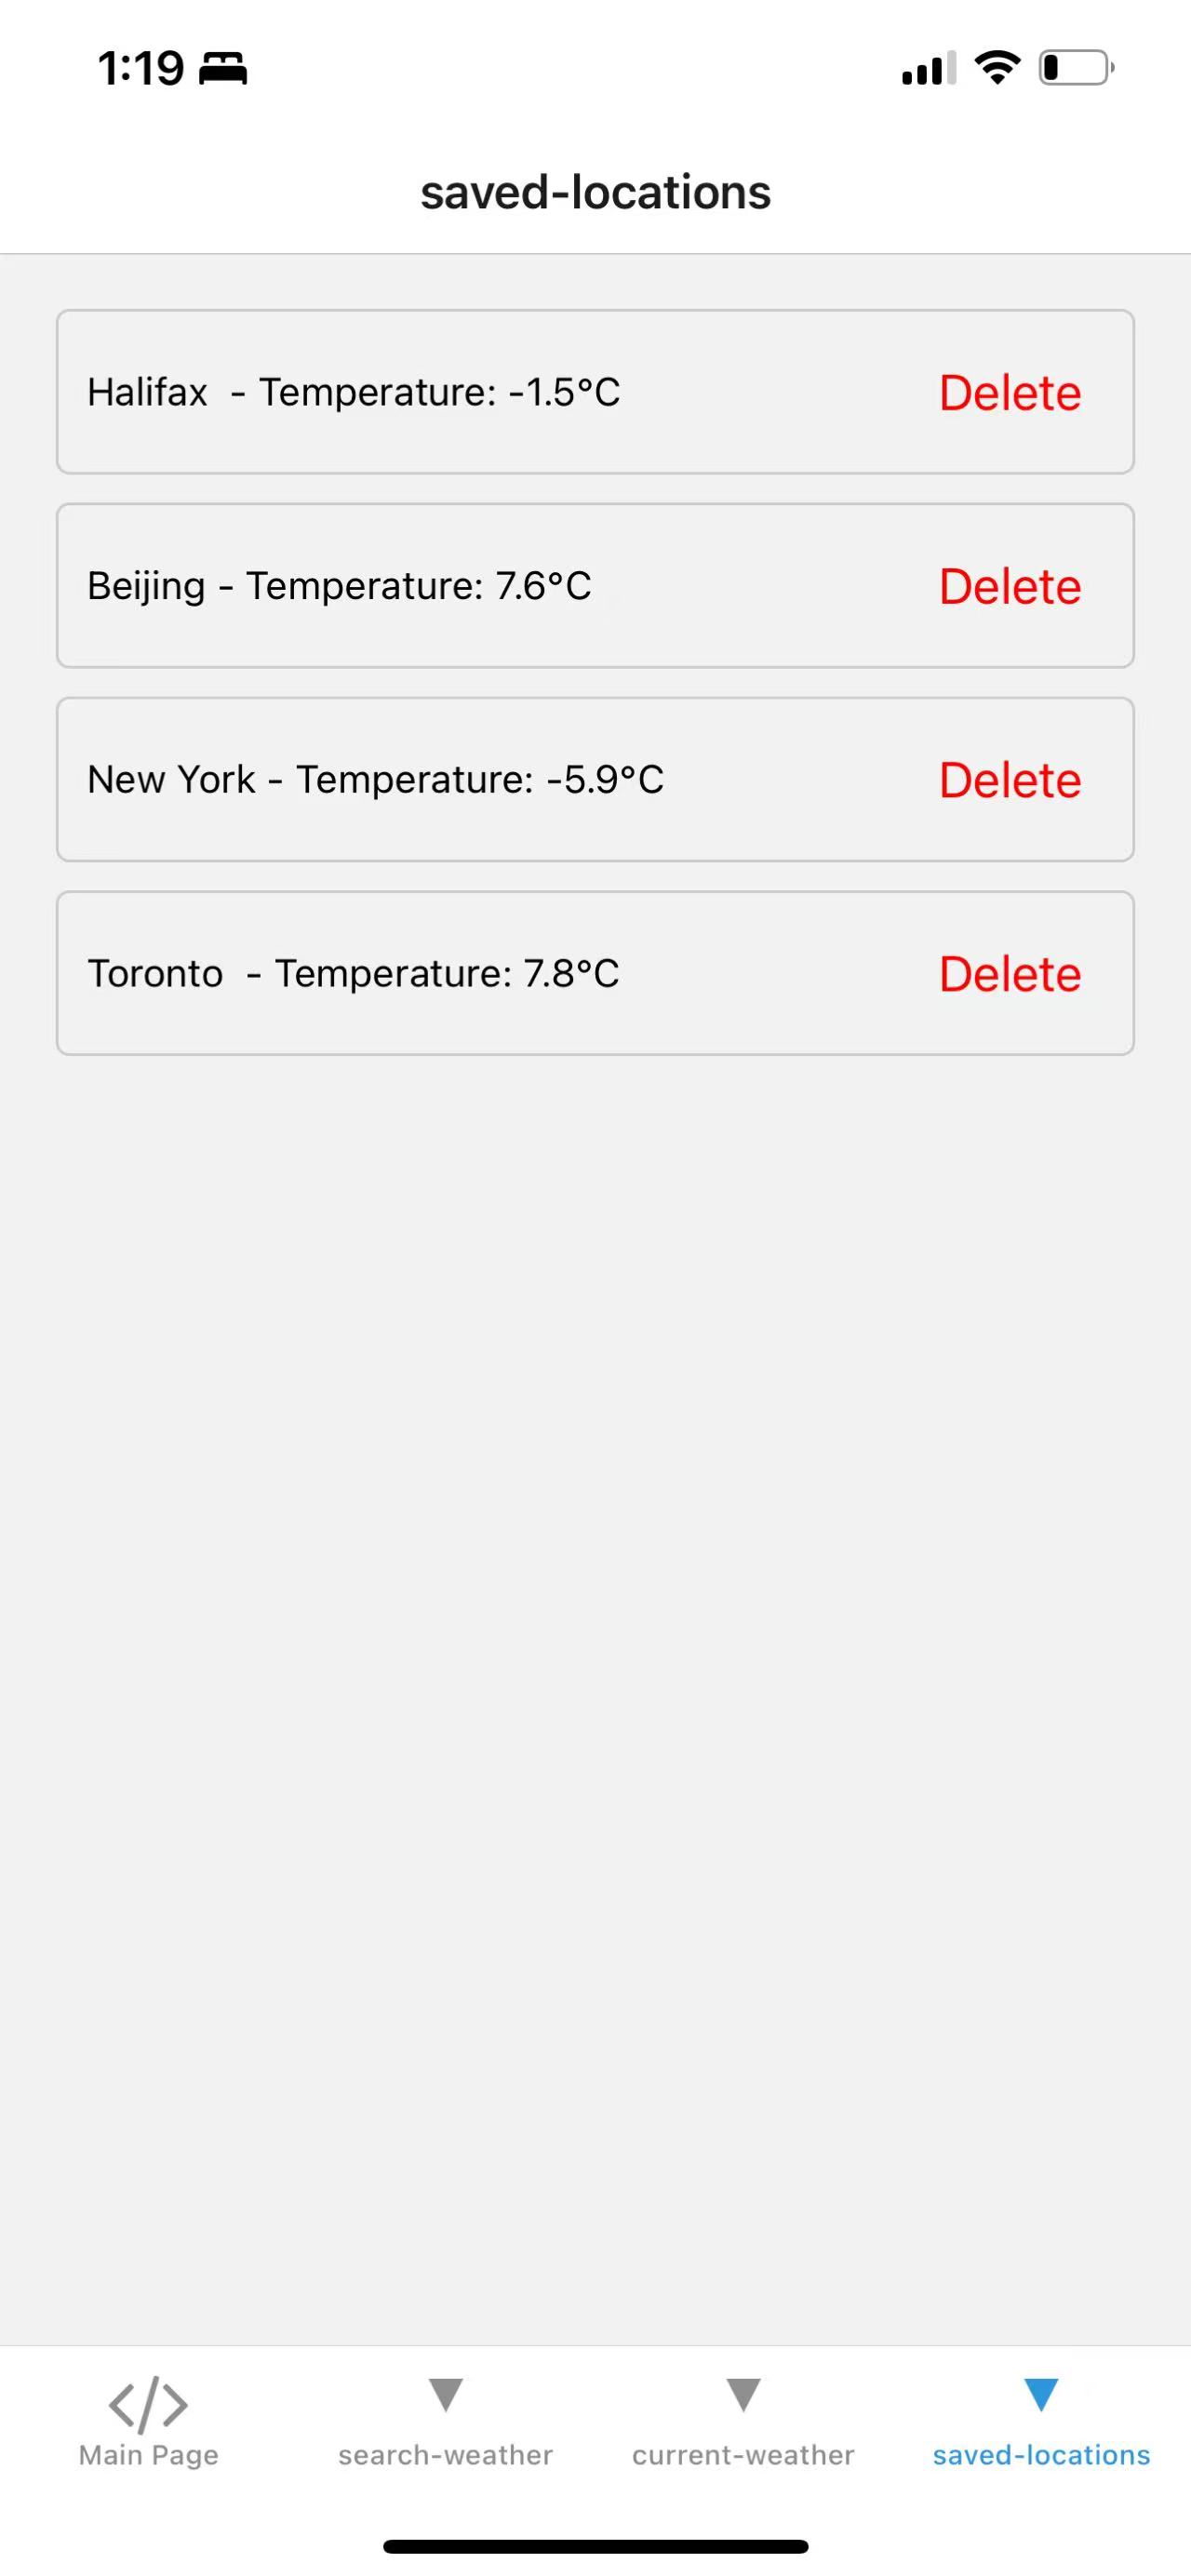 1:19
saved-locations
Halifax  - Temperature: -1.5°C Delete
Beijing - Temperature: 7.6°C Delete
New York - Temperature: -5.9°C Delete
Toronto  - Temperature: 7.8°C Delete
Main Page search-weather current-weather saved-locations